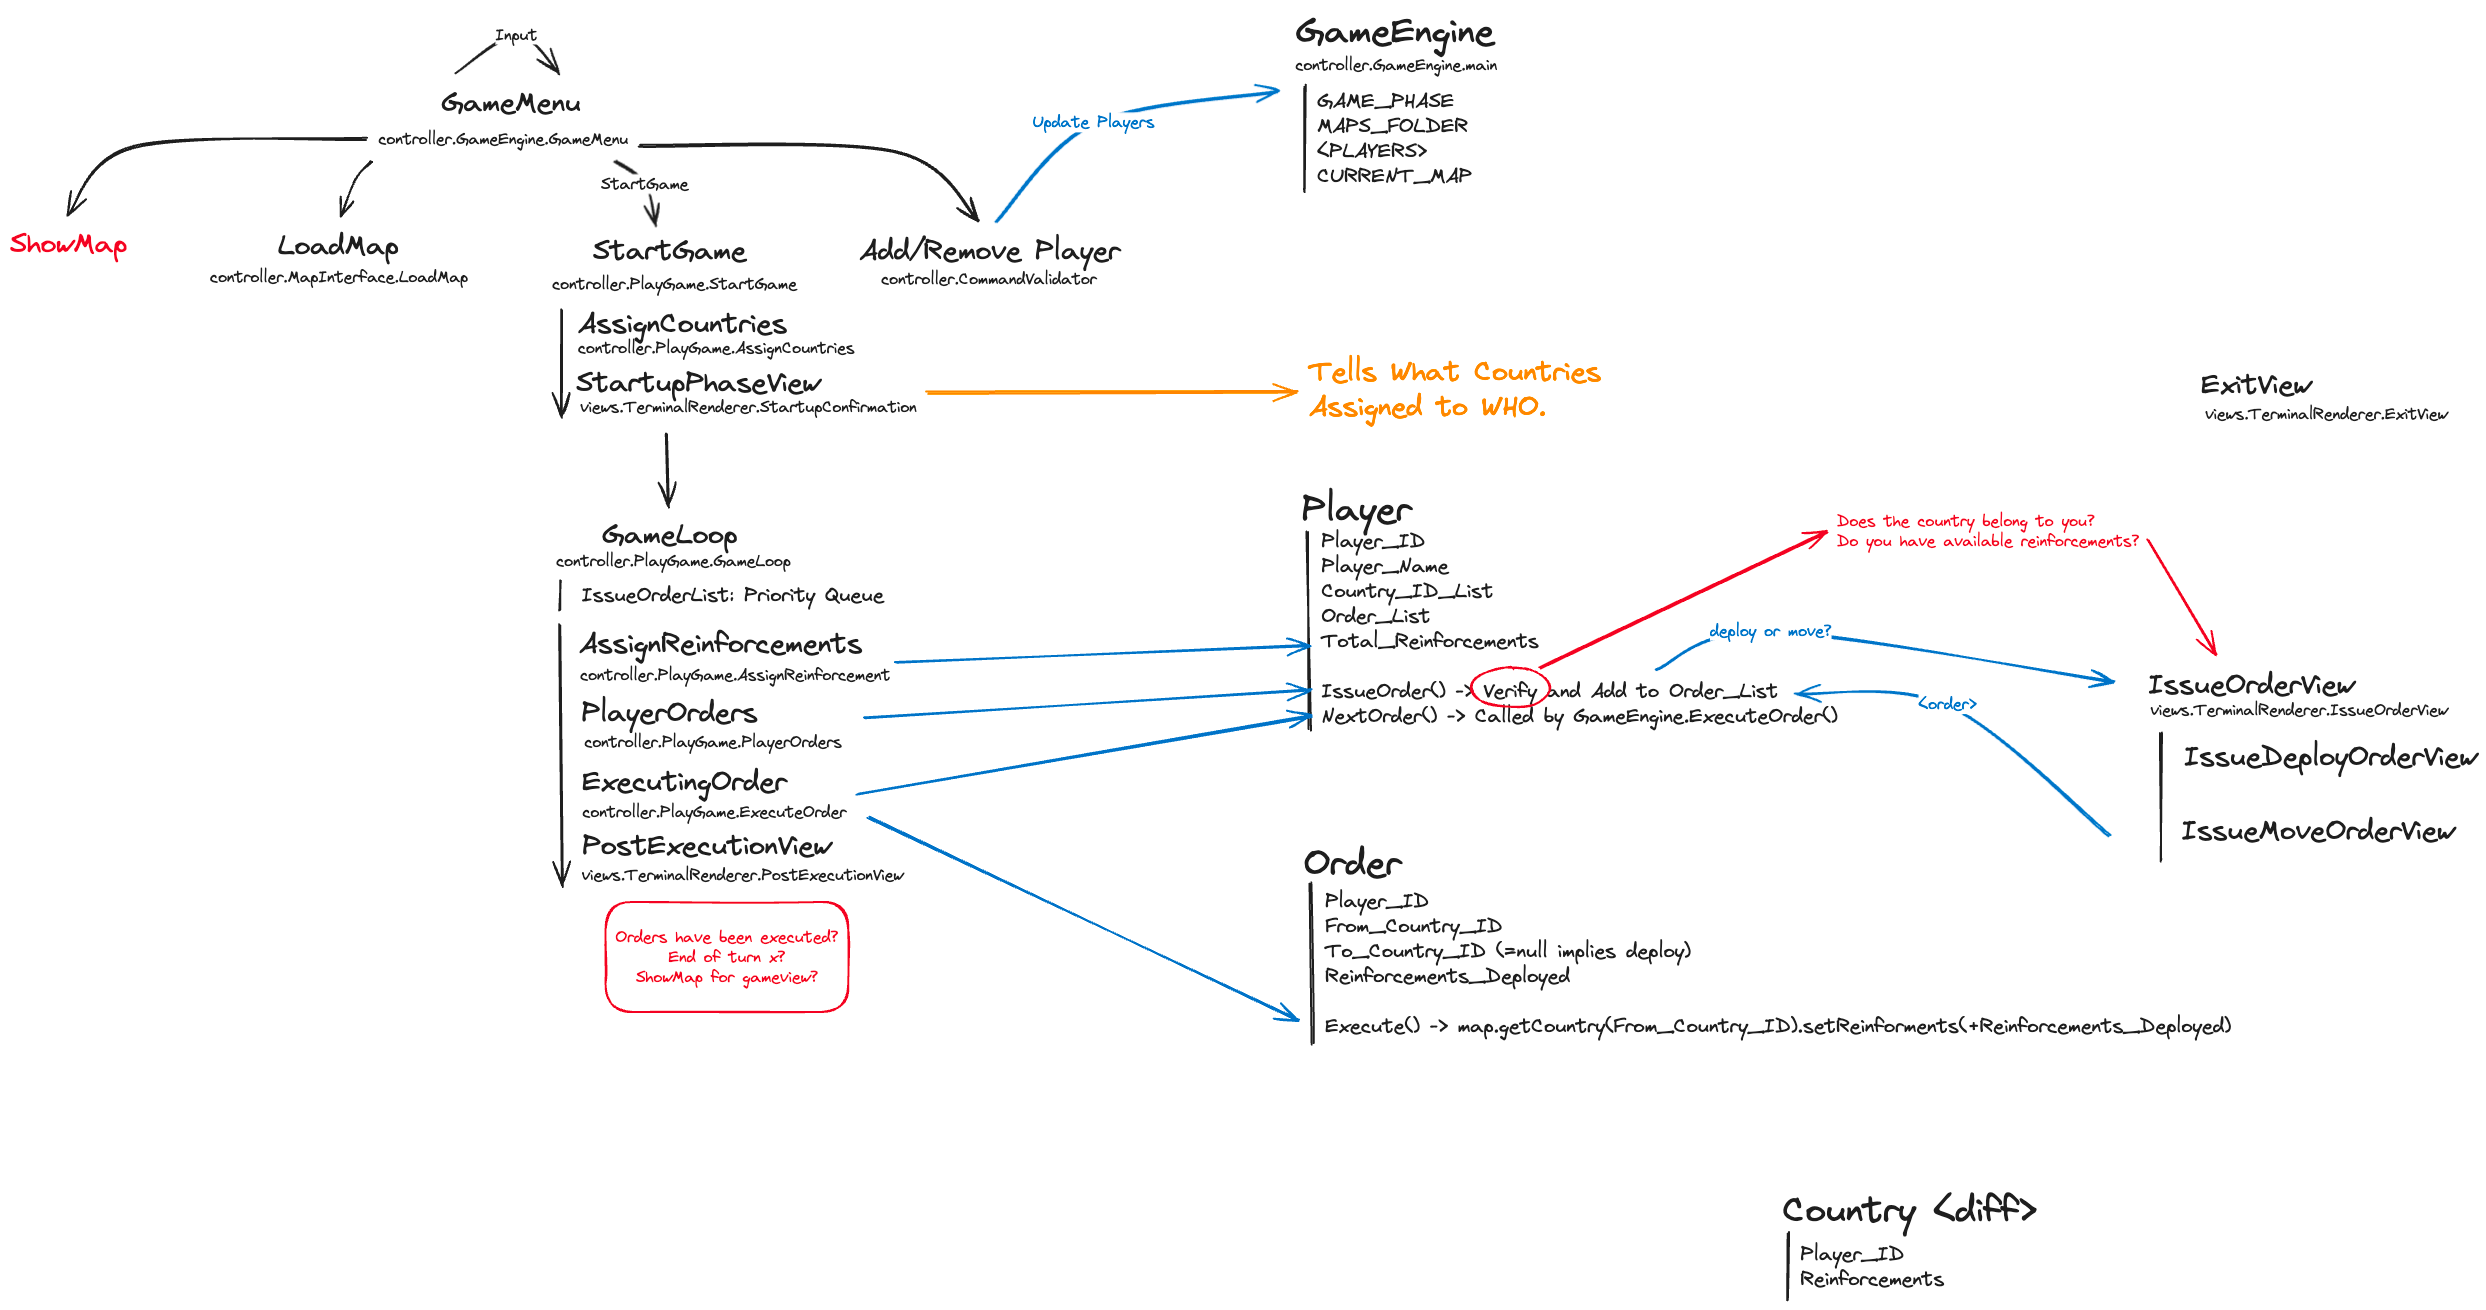 Input
GameMenu
controller.GameEngine.GameMenu
StartGame
ShowMap
LoadMap
controller.MapInterface.LoadMap
StartGame
controller.PlayGame.StartGame
Add/Remove Player
controller.CommandValidator
Update Players
GameEngine
controller.GameEngine.main
GAME_PHASE
MAPS_FOLDER
<PLAYERS>
CURRENT_MAP
AssignCountries
controller.PlayGame.AssignCountries
StartupPhaseView
views.TerminalRenderer.StartupConfirmation
Tells What Countries
Assigned to WHO.
ExitView
views.TerminalRenderer.ExitView
GameLoop
controller.PlayGame.GameLoop
IssueOrderList: Priority Queue
AssignReinforcements
controller.PlayGame.AssignReinforcement
PlayerOrders
controller.PlayGame.PlayerOrders
ExecutingOrder
controller.PlayGame.ExecuteOrder
PostExecutionView
views.TerminalRenderer.PostExecutionView
Orders have been executed?
End of turn x?
ShowMap for gameview?
Player
Player_ID
Player_Name
Country_ID_List
Order_List
Total_Reinforcements
IssueOrder() -> Verify and Add to Order_List
NextOrder() -> Called by GameEngine.ExecuteOrder()
Does the country belong to you?
Do you have available reinforcements?
deploy or move?
<order>
IssueOrderView
views.TerminalRenderer.IssueOrderView
IssueDeployOrderView
IssueMoveOrderView
Order
Player_ID
From_Country_ID
To_Country_ID (=null implies deploy)
Reinforcements_Deployed
Execute() -> map.getCountry(From_Country_ID).setReinforments(+Reinforcements_Deployed)
Country <diff>
Player_ID
Reinforcements